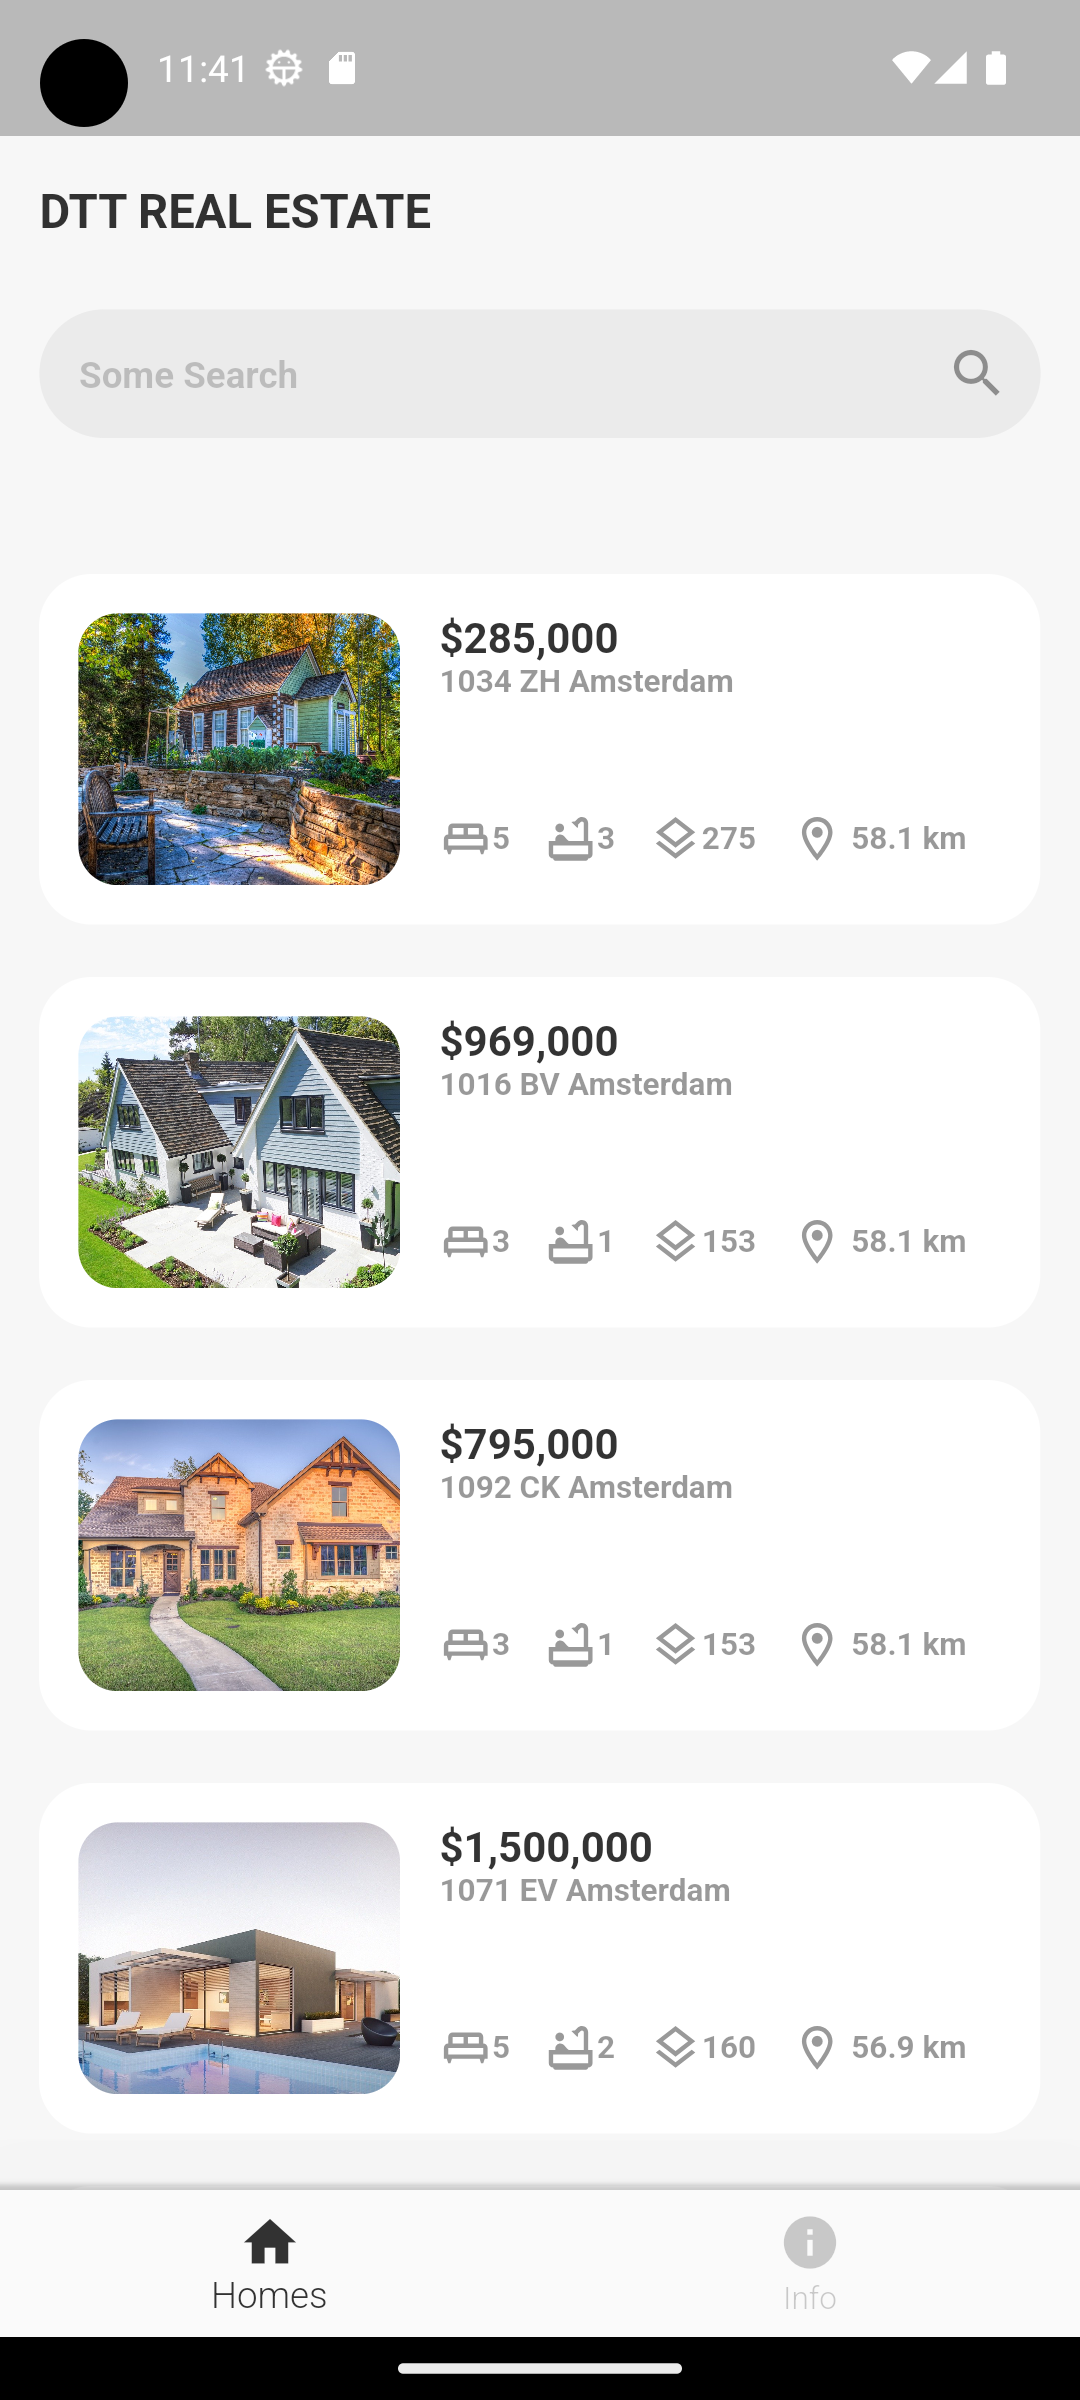 11:41
DTT REAL ESTATE
Some Search
$285,000
1034 ZH Amsterdam
5 3 275 58.1 km
$969,000
1016 BV Amsterdam
3 1 153 58.1 km
$795,000
1092 CK Amsterdam
3 1 153 58.1 km
$1,500,000
1071 EV Amsterdam
5 2 160 56.9 km
Homes Info